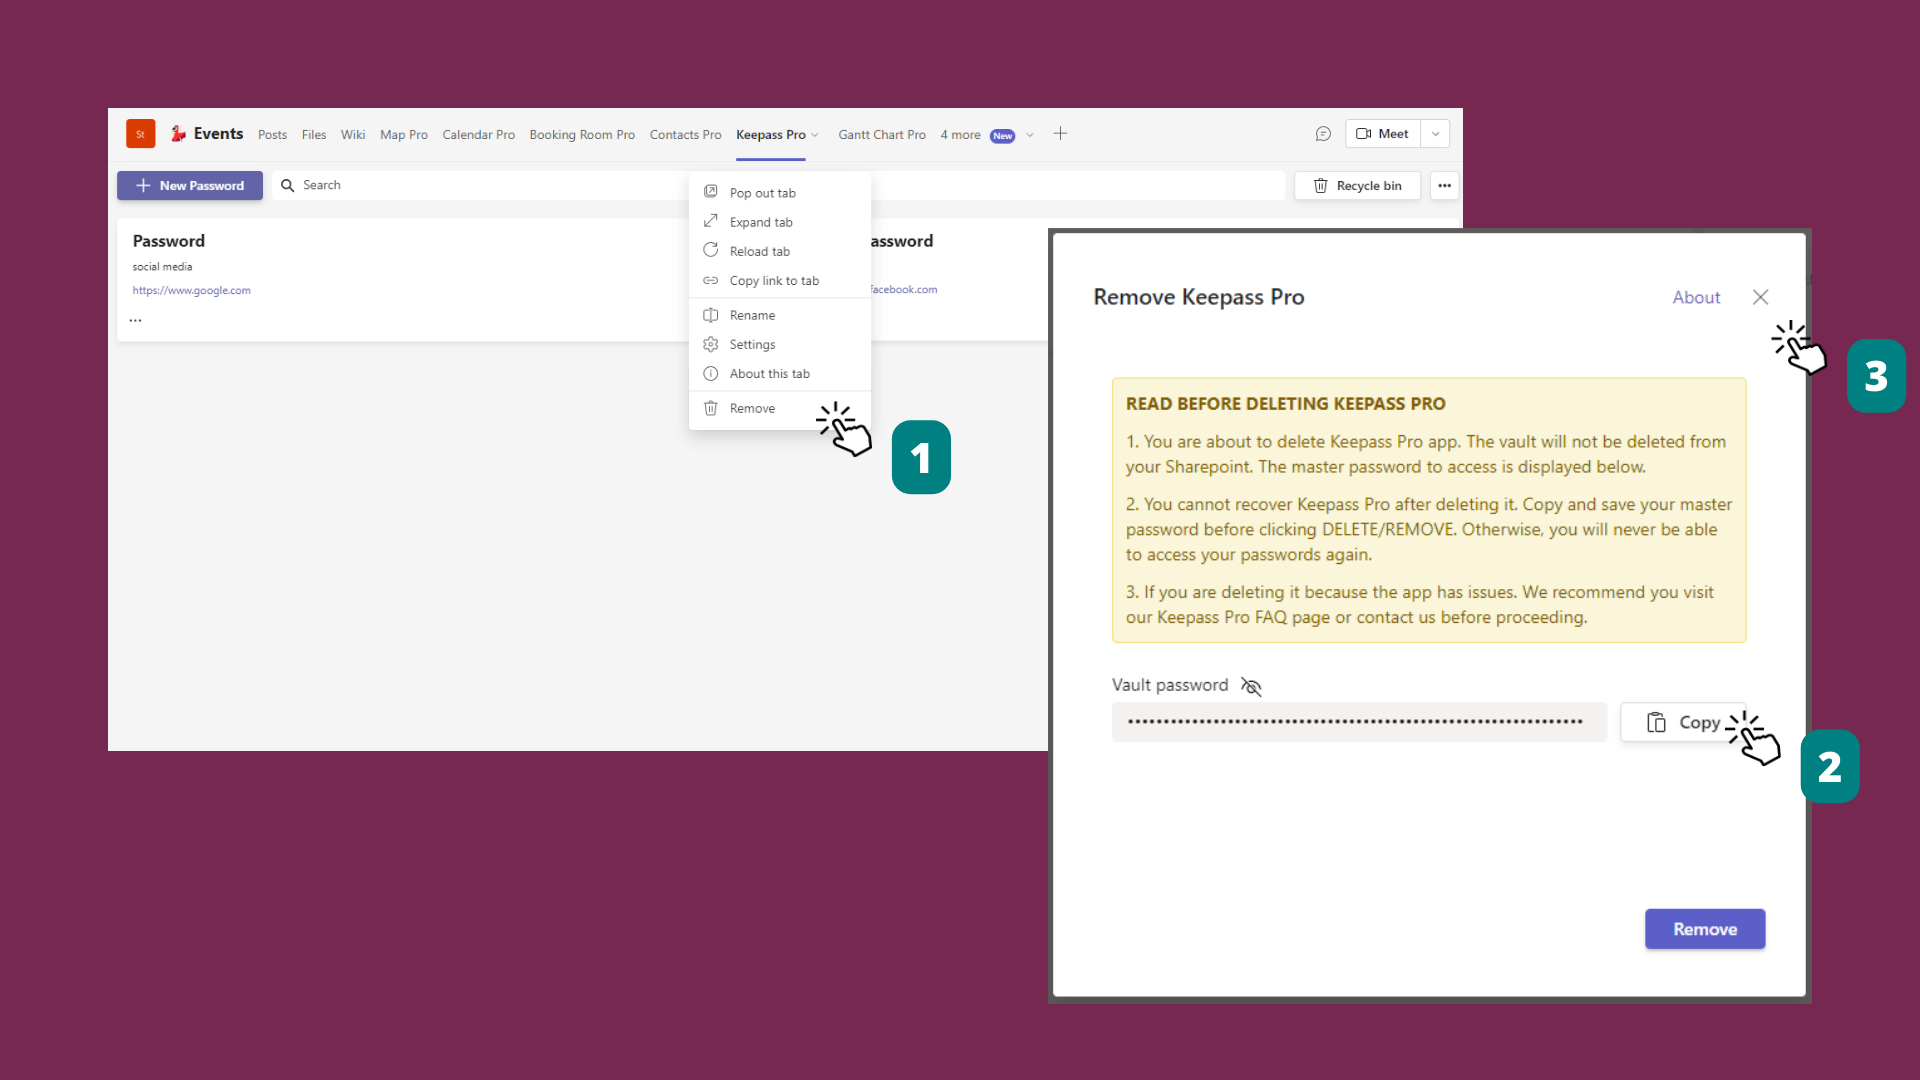 St
Events
Posts
Files
Wiki
Map Pro
Calendar Pro
Booking Room Pro
Contacts Pro
Keepass Pro
Gantt Chart Pro
4 more
New
Meet
New Password
Search
Recycle bin
Password
social media
https://www.google.com
...
assword
facebook.com
Pop out tab
Expand tab
Reload tab
Copy link to tab
Rename
Settings
About this tab
Remove
1
Remove Keepass Pro
About
3
READ BEFORE DELETING KEEPASS PRO
1. You are about to delete Keepass Pro app. The vault will not be deleted from
your Sharepoint. The master password to access is displayed below.
2. You cannot recover Keepass Pro after deleting it. Copy and save your master
password before clicking DELETE/REMOVE. Otherwise, you will never be able
to access your passwords again.
3. If you are deleting it because the app has issues. We recommend you visit
our Keepass Pro FAQ page or contact us before proceeding.
Vault password
Copy
2
Remove